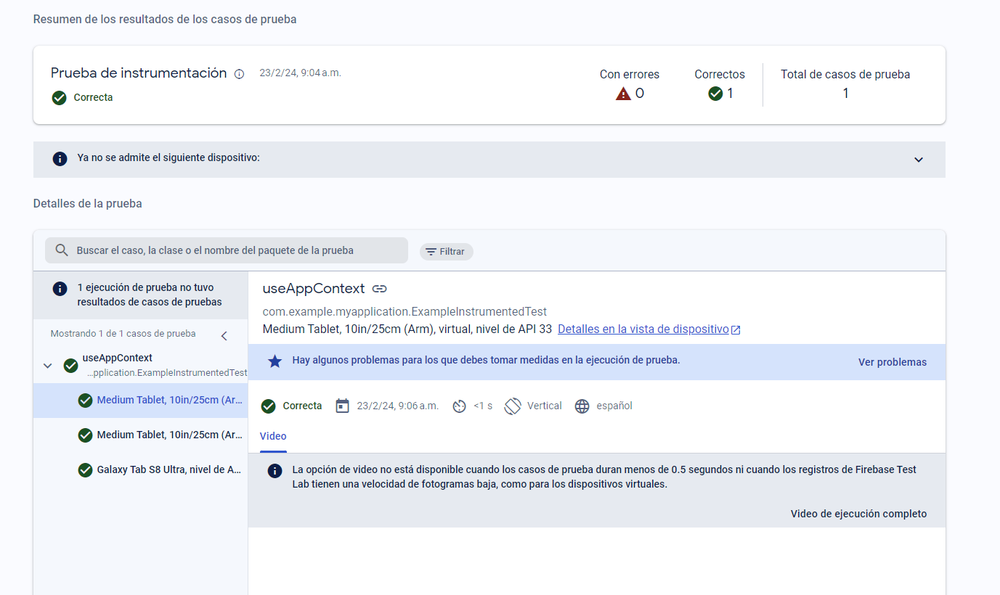 Resumen de los resultados de los casos de prueba
Prueba de instrumentación 23/2/24, 9:04 a.m.
Correcta
Con errores
0
Correctos
1
Total de casos de prueba
1
Ya no se admite el siguiente dispositivo:
Detalles de la prueba
Buscar el caso, la clase o el nombre del paquete de la prueba
Filtrar
1 ejecución de prueba no tuvo
resultados de casos de pruebas
Mostrando 1 de 1 casos de prueba
useAppContext
...pplication.ExampleInstrumentedTest
Medium Tablet, 10in/25cm (Ar...
Medium Tablet, 10in/25cm (Ar...
Galaxy Tab S8 Ultra, nivel de A...
useAppContext
com.example.myapplication.ExampleInstrumentedTest
Medium Tablet, 10in/25cm (Arm), virtual, nivel de API 33 Detalles en la vista de dispositivo
Hay algunos problemas para los que debes tomar medidas en la ejecución de prueba.
Ver problemas
Correcta 23/2/24, 9:06 a.m. <1 s Vertical español
Video
La opción de video no está disponible cuando los casos de prueba duran menos de 0.5 segundos ni cuando los registros de Firebase Test
Lab tienen una velocidad de fotogramas baja, como para los dispositivos virtuales.
Video de ejecución completo